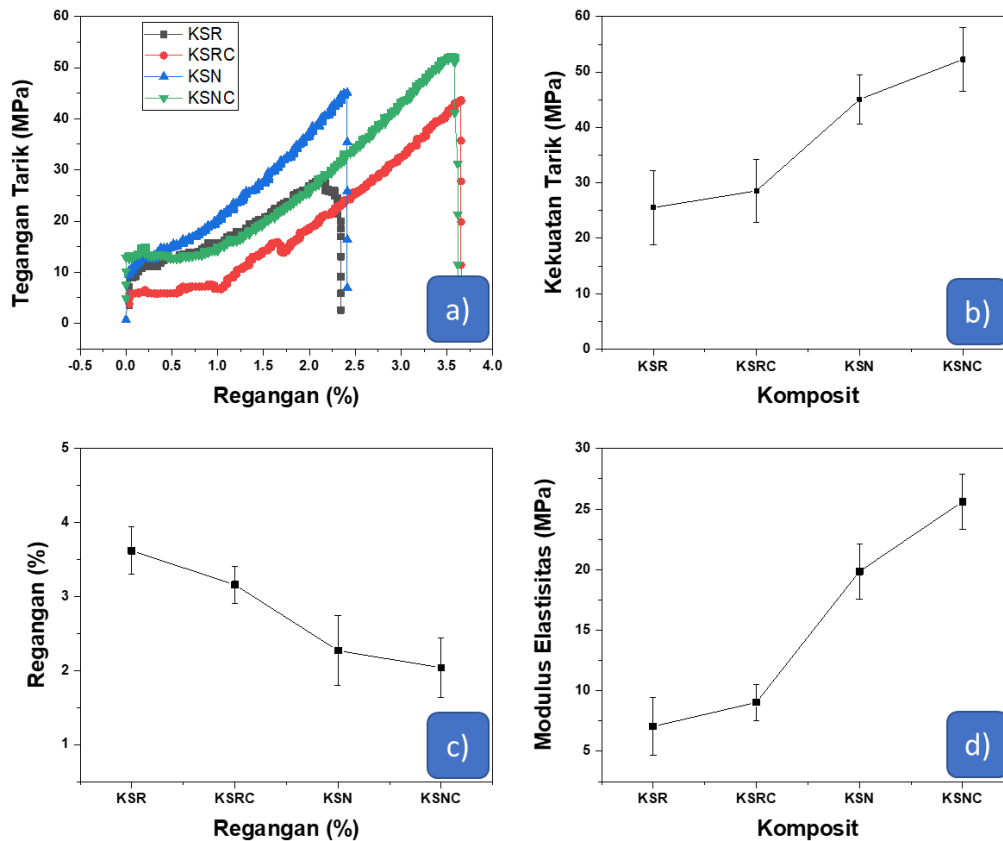 60
50
40
30
20
10
0
Tegangan Tarik (MPa)
KSR
KSRC
KSN
KSNC
-0.5 0.0 0.5 1.0 1.5 2.0 2.5 3.0 3.5 4.0
Regangan (%)
a)
60
50
40
30
20
10
0
Kekuatan Tarik (MPa)
KSR KSRC KSN KSNC
Komposit
b)
5
4
3
2
1
Regangan (%)
KSR KSRC KSN KSNC
Regangan (%)
c)
30
25
20
15
10
5
Modulus Elastisitas (MPa)
KSR KSRC KSN KSNC
Komposit
d)